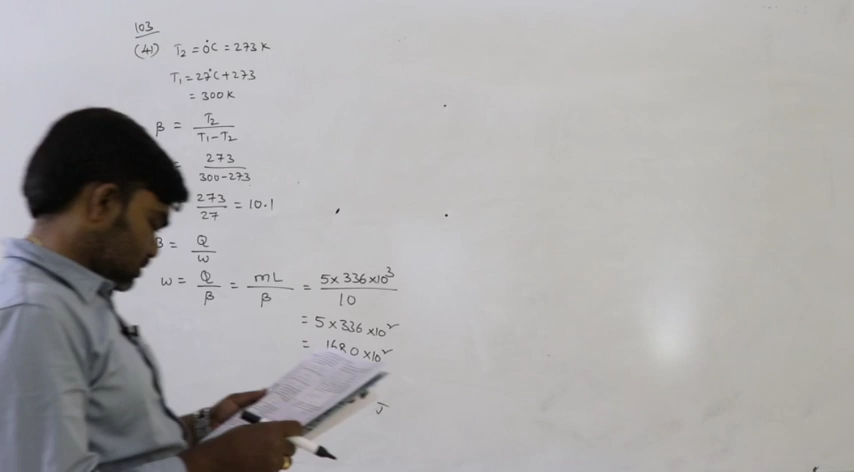 103
(41) T₂ = 0°C = 273 K
T₁ = 27°C + 273
= 300 K
β = T₂ / T₁ - T₂
= 273 / 300 - 273
273 / 27 = 10.1
β = Q / W
W = Q / β = mL / β = 5 × 336 × 10³ / 10
= 5 × 336 × 10²
= 1680 × 10²
J